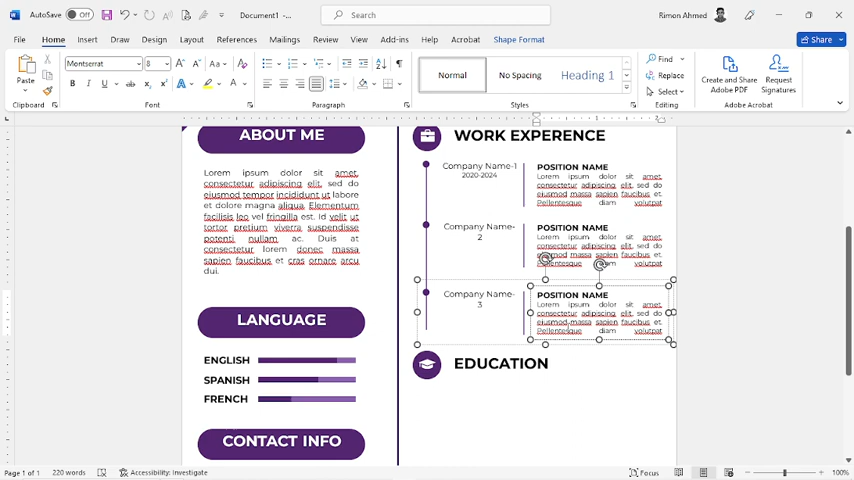 AutoSave Off Document1 -... Search Rimon Ahmed
File Home Insert Draw Design Layout References Mailings Review View Add-ins Help Acrobat Shape Format Share
Paste Montserrat 8 Aa Normal No Spacing Heading 1 Find Replace Select Create and Share Adobe PDF Request Signatures
Clipboard Font Paragraph Styles Editing Adobe Acrobat
ABOUT ME
Lorem ipsum dolor sit amet,
consectetur adipiscing elit, sed do
eiusmod tempor incididunt ut labore
et dolore magna aliqua. Elementum
facilisis leo vel fringilla est. Id velit ut
tortor pretium viverra suspendisse
potenti nullam ac. Duis at
consectetur lorem donec massa
sapien faucibus et cras ornare arcu
dui.
LANGUAGE
ENGLISH
SPANISH
FRENCH
CONTACT INFO
WORK EXPERENCE
Company Name-1
2020-2024
POSITION NAME
Lorem ipsum dolor sit amet,
consectetur adipiscing elit, sed do
eiusmod massa sapien faucibus et.
Pellentesque diam volutpat
Company Name-
2
POSITION NAME
Lorem ipsum dolor sit amet,
consectetur adipiscing elit, sed do
eiusmod massa sapien faucibus et.
Pellentesque diam volutpat
Company Name-
3
POSITION NAME
Lorem ipsum dolor sit amet,
consectetur adipiscing elit, sed do
eiusmod massa sapien faucibus et.
Pellentesque diam volutpat
EDUCATION
Page 1 of 1 220 words Accessibility: Investigate Focus 100%